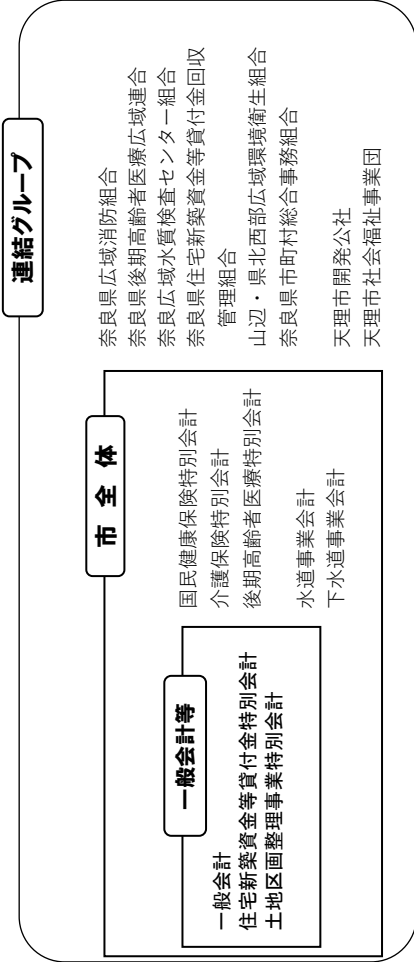 連結グループ
市全体
一般会計等
一般会計
住宅新築資金等貸付金特別会計
土地区画整理事業特別会計
国民健康保険特別会計
介護保険特別会計
後期高齢者医療特別会計
水道事業会計
下水道事業会計
奈良県広域消防組合
奈良県後期高齢者医療広域連合
奈良広域水質検査センター組合
奈良県住宅新築資金等貸付金回収
管理組合
山辺・県北西部広域環境衛生組合
奈良県市町村総合事務組合
天理市開発公社
天理市社会福祉事業団